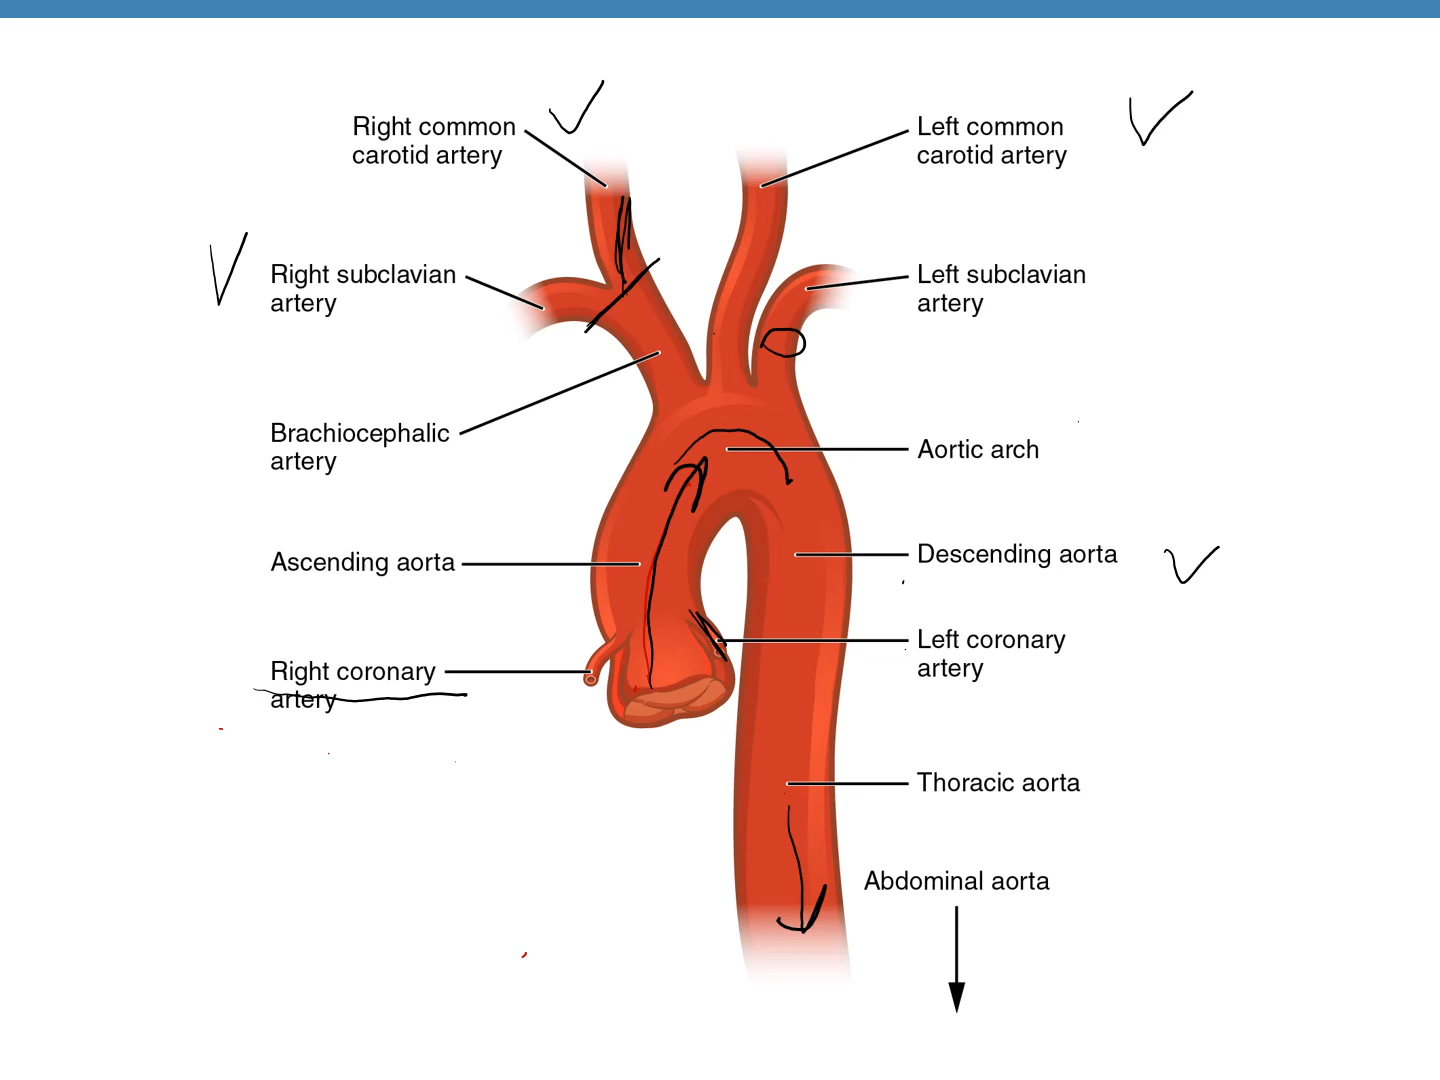 Right common
carotid artery
Left common
carotid artery
Right subclavian
artery
Left subclavian
artery
Brachiocephalic
artery
Aortic arch
Ascending aorta
Descending aorta
Left coronary
artery
Right coronary
artery
Thoracic aorta
Abdominal aorta